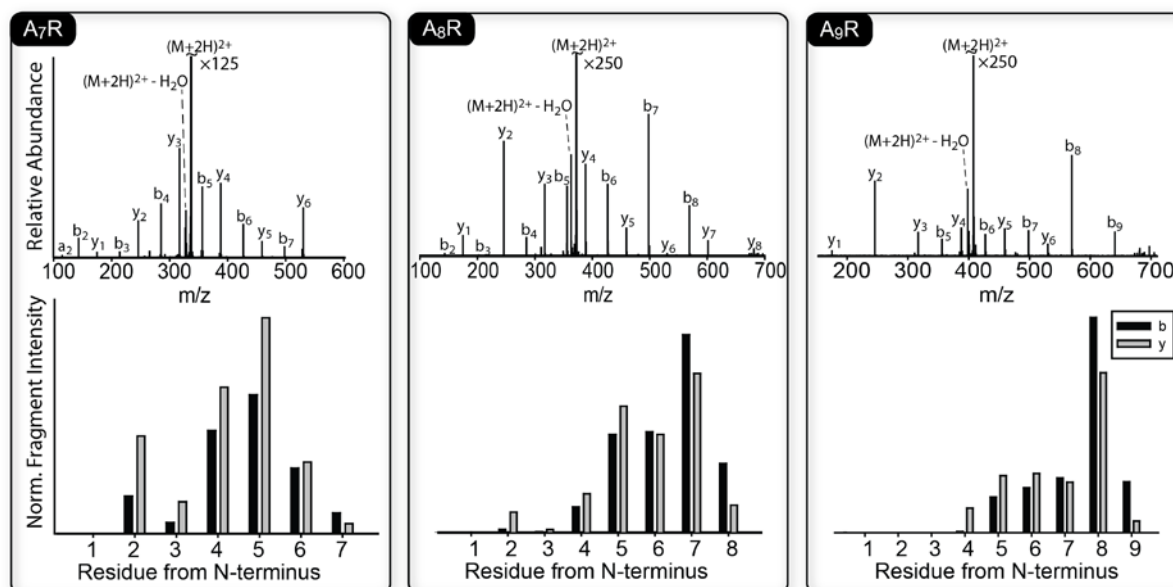 A₇R
(M+2H)²⁺
×125
(M+2H)²⁺ - H₂O
Relative Abundance
a₂
b₂
y₁
b₃
y₂
b₄
y₃
b₅
y₄
b₆
y₅
b₇
y₆
100 200 300 400 500 600
m/z
Norm. Fragment Intensity
1 2 3 4 5 6 7
Residue from N-terminus
A₈R
(M+2H)²⁺
×250
(M+2H)²⁺ - H₂O
b₂
y₁
b₃
y₂
b₄
y₃
b₅
y₄
b₆
y₅
b₇
y₆
b₈
y₇
y₈
100 200 300 400 500 600 700
m/z
1 2 3 4 5 6 7 8
Residue from N-terminus
A₉R
(M+2H)²⁺
×250
(M+2H)²⁺ - H₂O
y₁
y₂
y₃
b₅
y₄
b₆
y₅
b₇
y₆
b₈
b₉
200 300 400 500 600 700
m/z
b
y
1 2 3 4 5 6 7 8 9
Residue from N-terminus